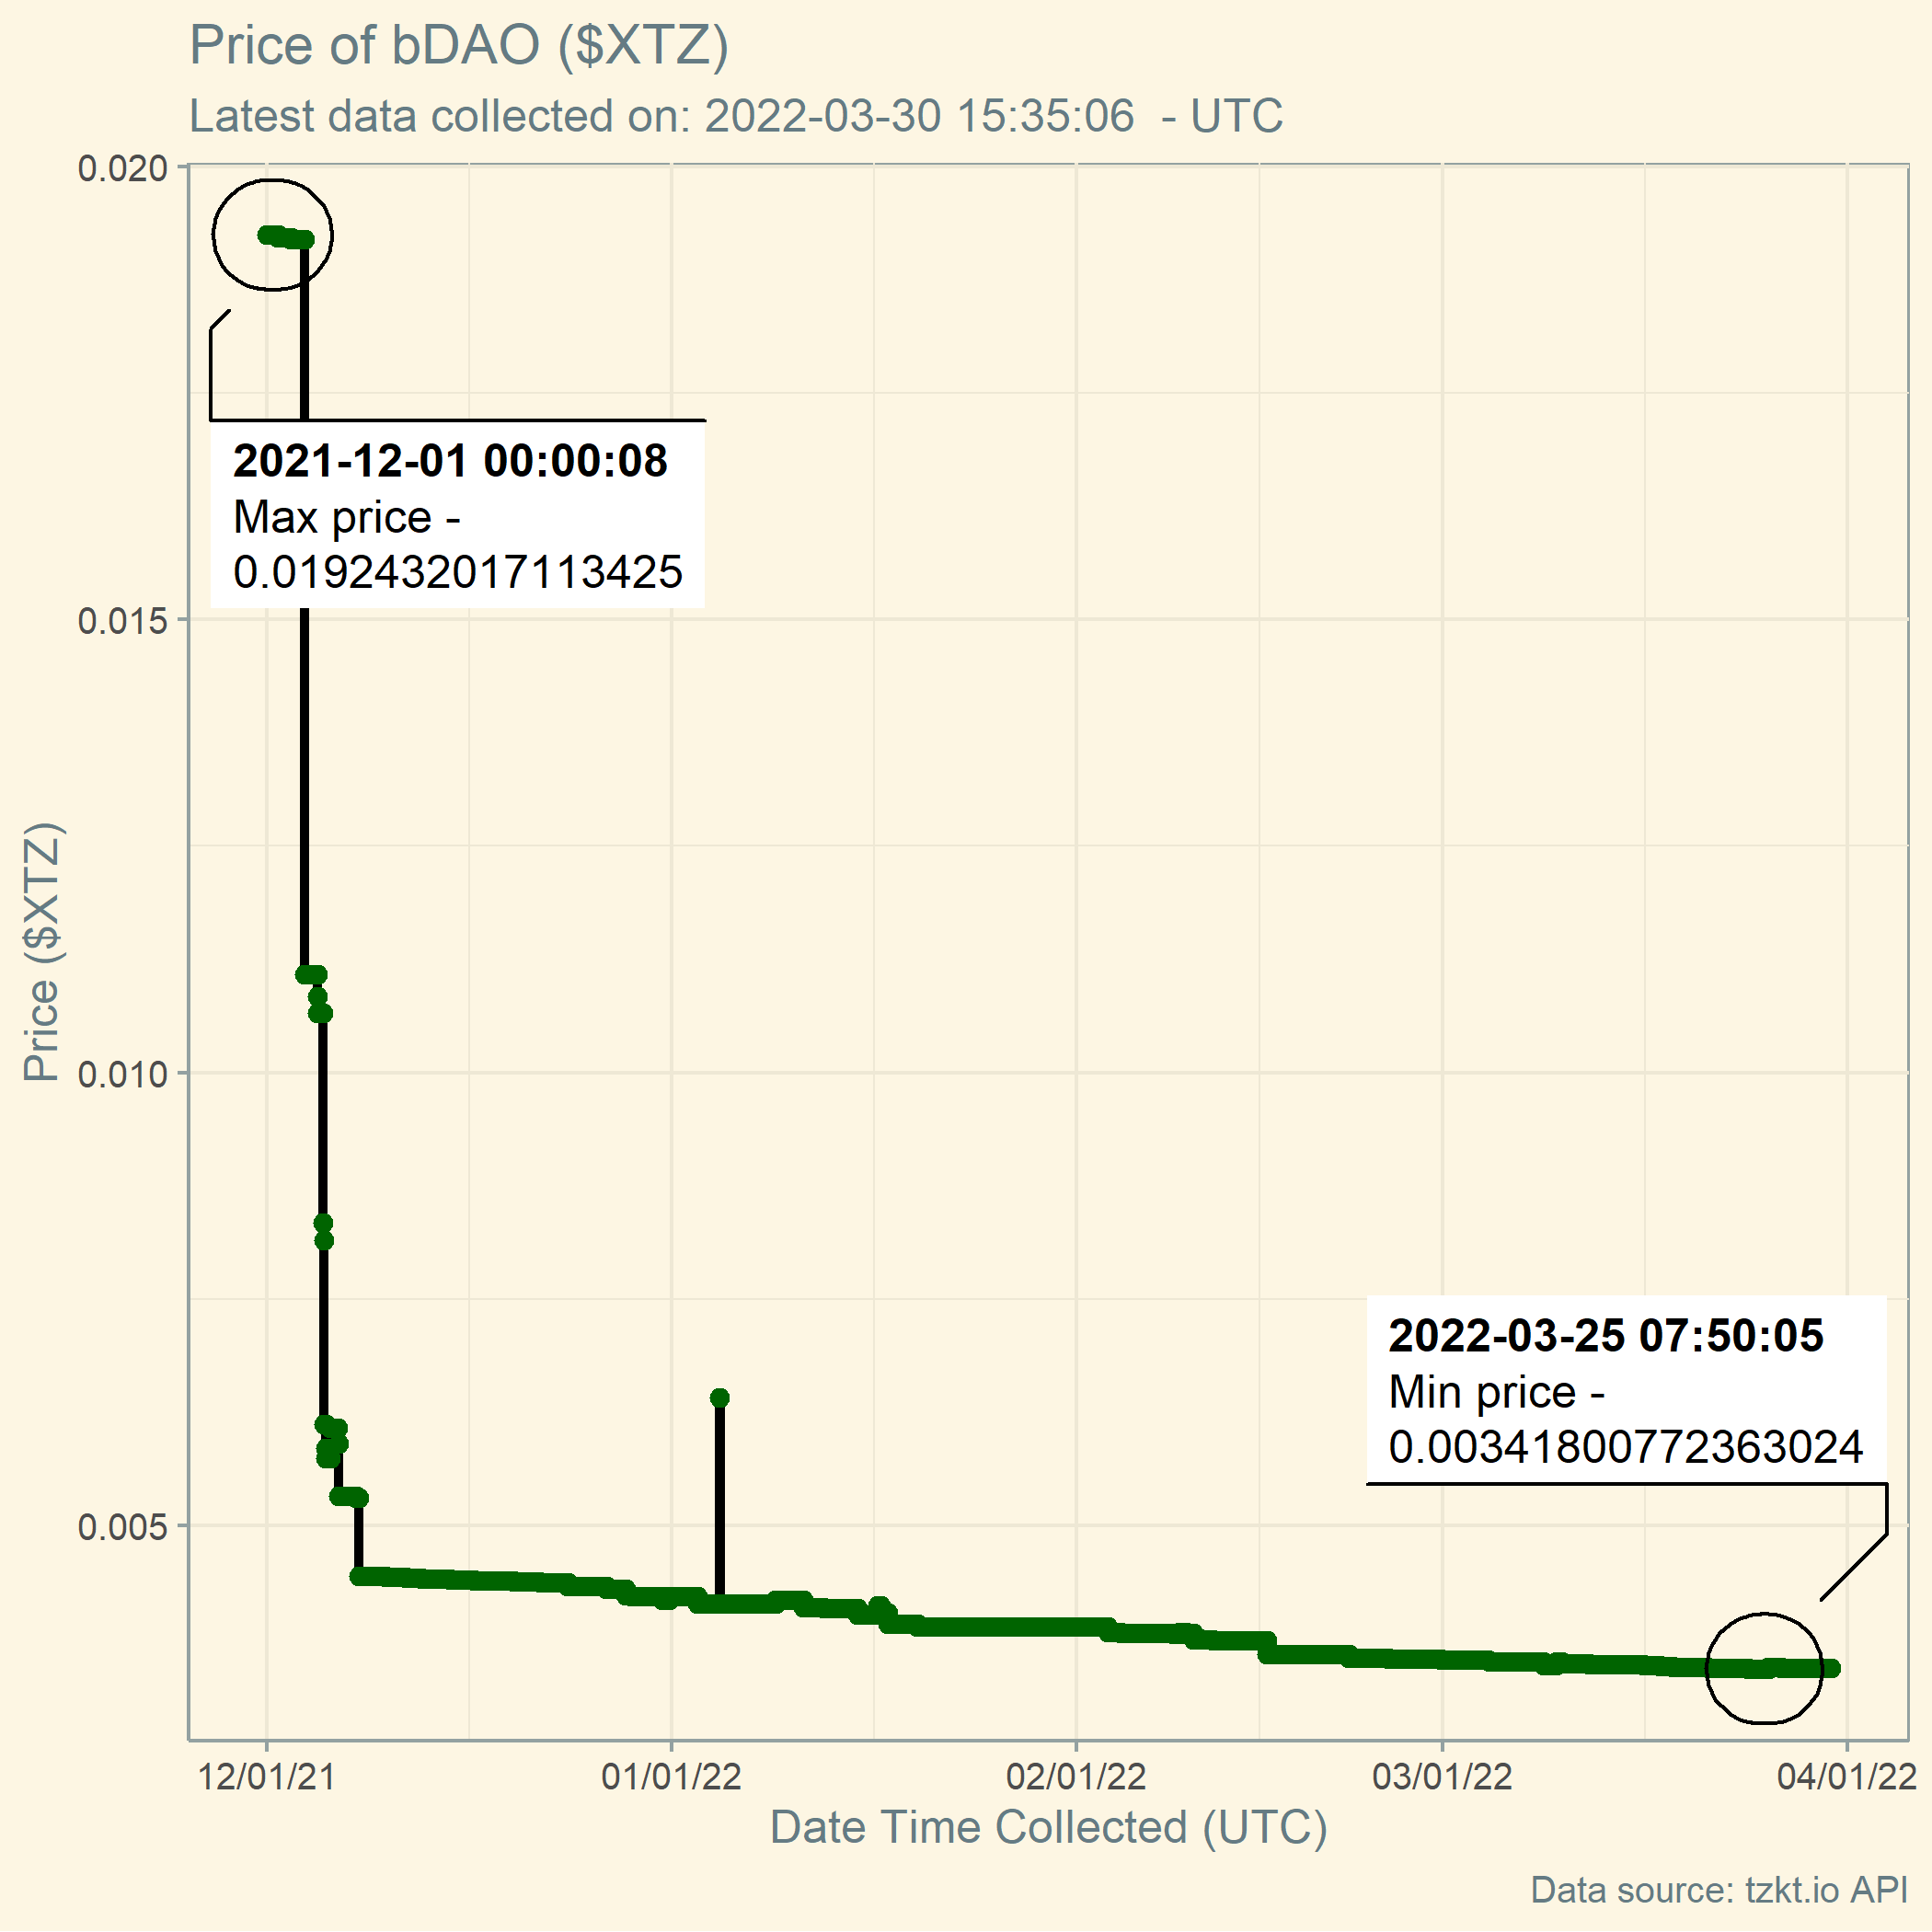 Price of bDAO ($XTZ)
Latest data collected on: 2022-03-30 15:35:06  - UTC
0.020
2021-12-01 00:00:08
Max price -
0.0192432017113425
0.015
Price ($XTZ)
0.010
2022-03-25 07:50:05
Min price -
0.00341800772363024
0.005
12/01/21
01/01/22
02/01/22
03/01/22
04/01/22
Date Time Collected (UTC)
Data source: tzkt.io API